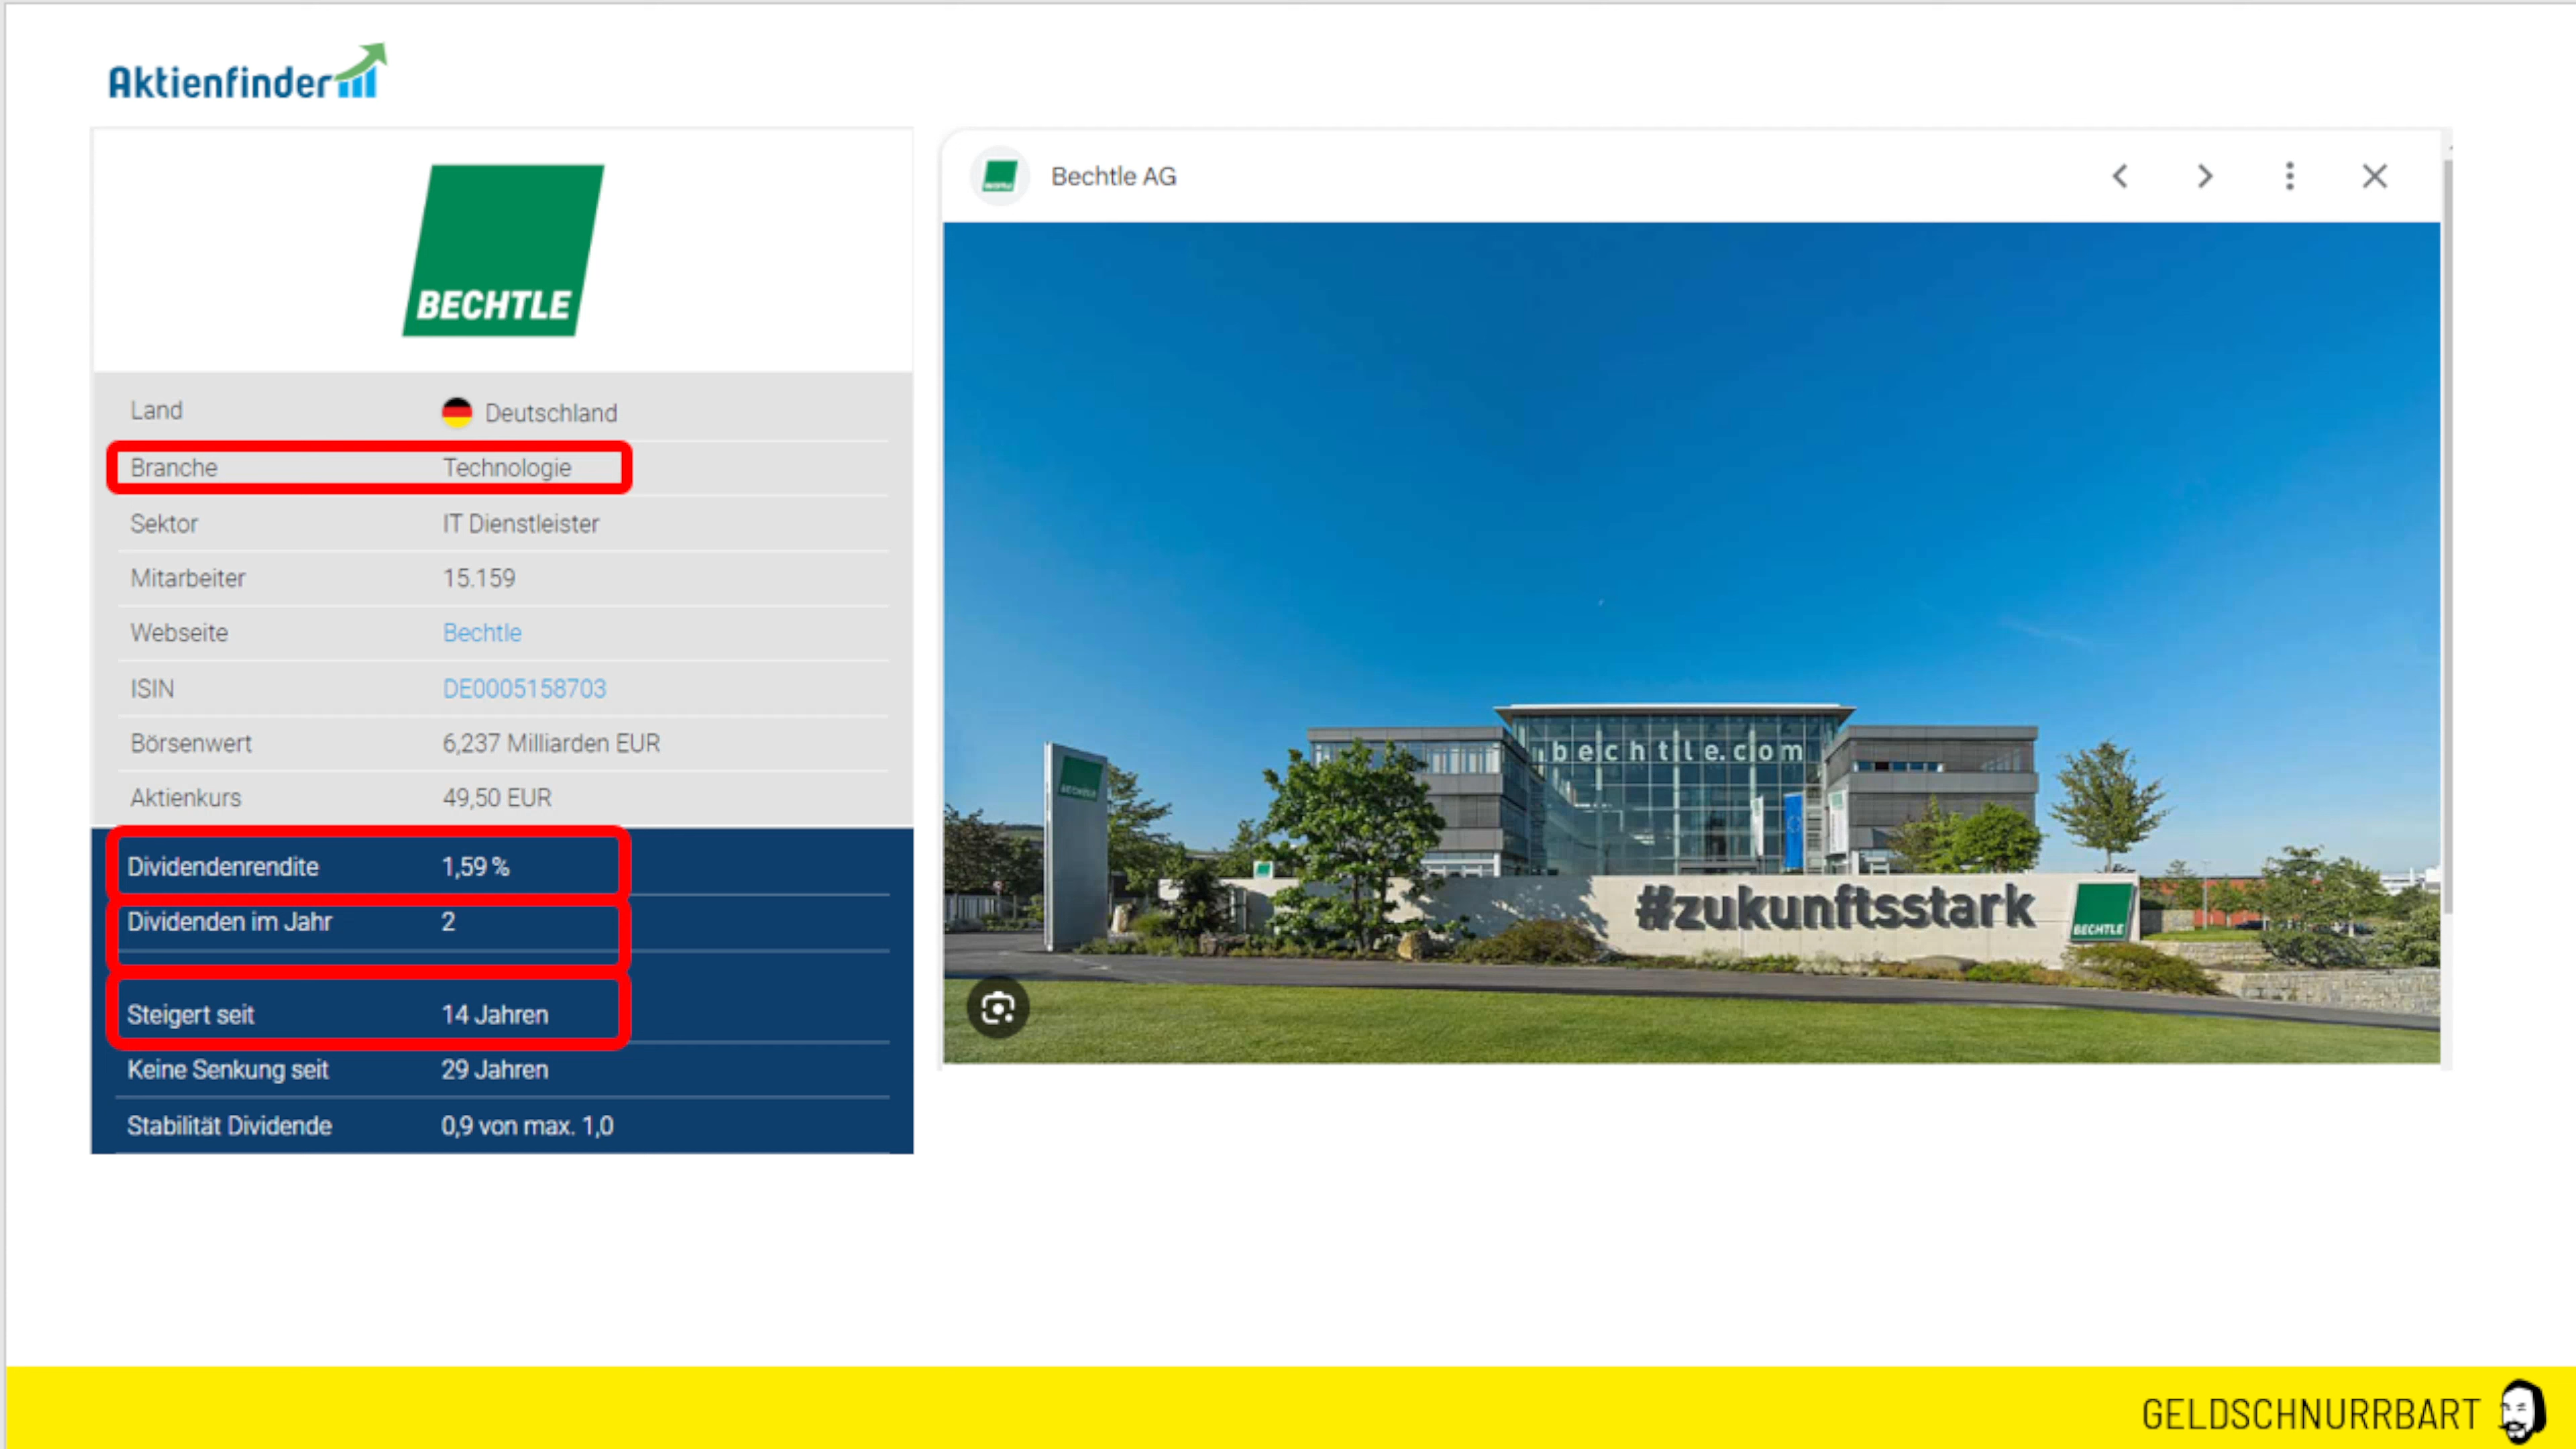 Aktienfinder
BECHTLE
Land Deutschland
Branche Technologie
Sektor IT Dienstleister
Mitarbeiter 15.159
Webseite Bechtle
ISIN DE0005158703
Börsenwert 6,237 Milliarden EUR
Aktienkurs 49,50 EUR
Dividendenrendite 1,59 %
Dividenden im Jahr 2
Steigert seit 14 Jahren
Keine Senkung seit 29 Jahren
Stabilität Dividende 0,9 von max. 1,0
Bechtle AG
bechtle.com
BECHTLE
#zukunftsstark
BECHTLE
GELDSCHNURRBART